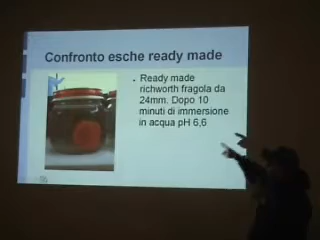 Confronto esche ready made
• Ready made
richworth fragola da
24mm. Dopo 10
minuti di immersione
in acqua pH 6,6